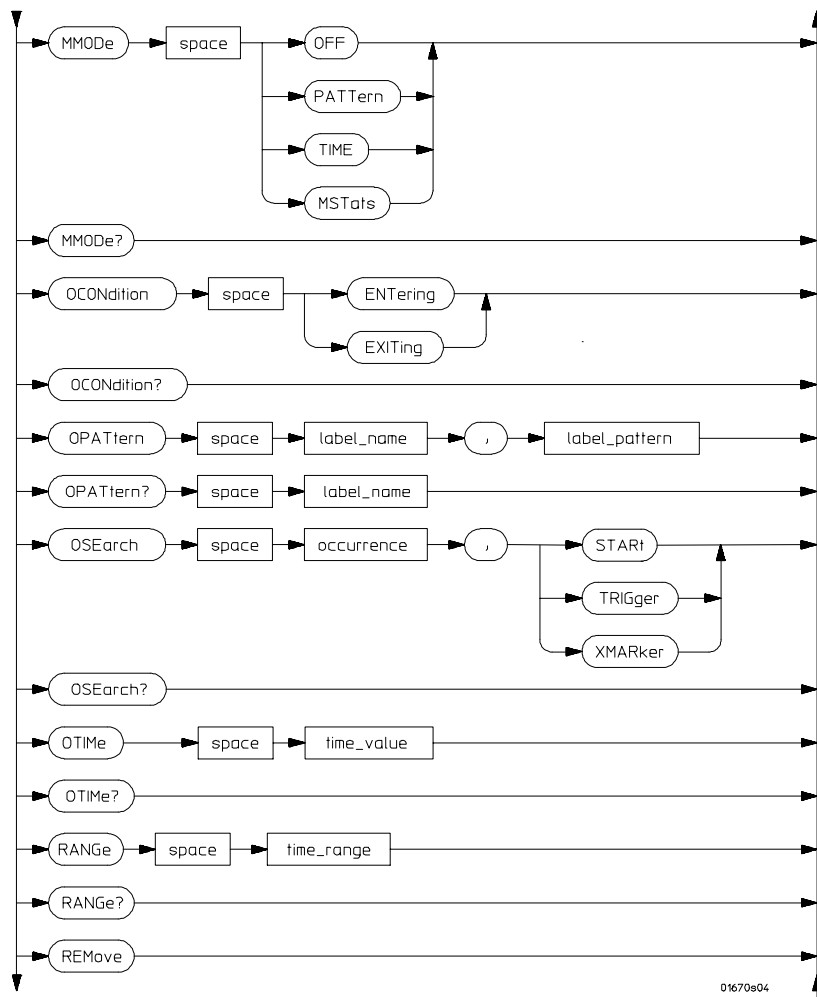 MMODe space OFF
PATTern
TIME
MSTats
MMODe?
OCONdition space ENTering
EXITing
OCONdition?
OPATtern space label_name , label_pattern
OPATtern? space label_name
OSEarch space occurrence , STARt
TRIGger
XMARker
OSEarch?
OTIMe space time_value
OTIMe?
RANGe space time_range
RANGe?
REMove
01670s04